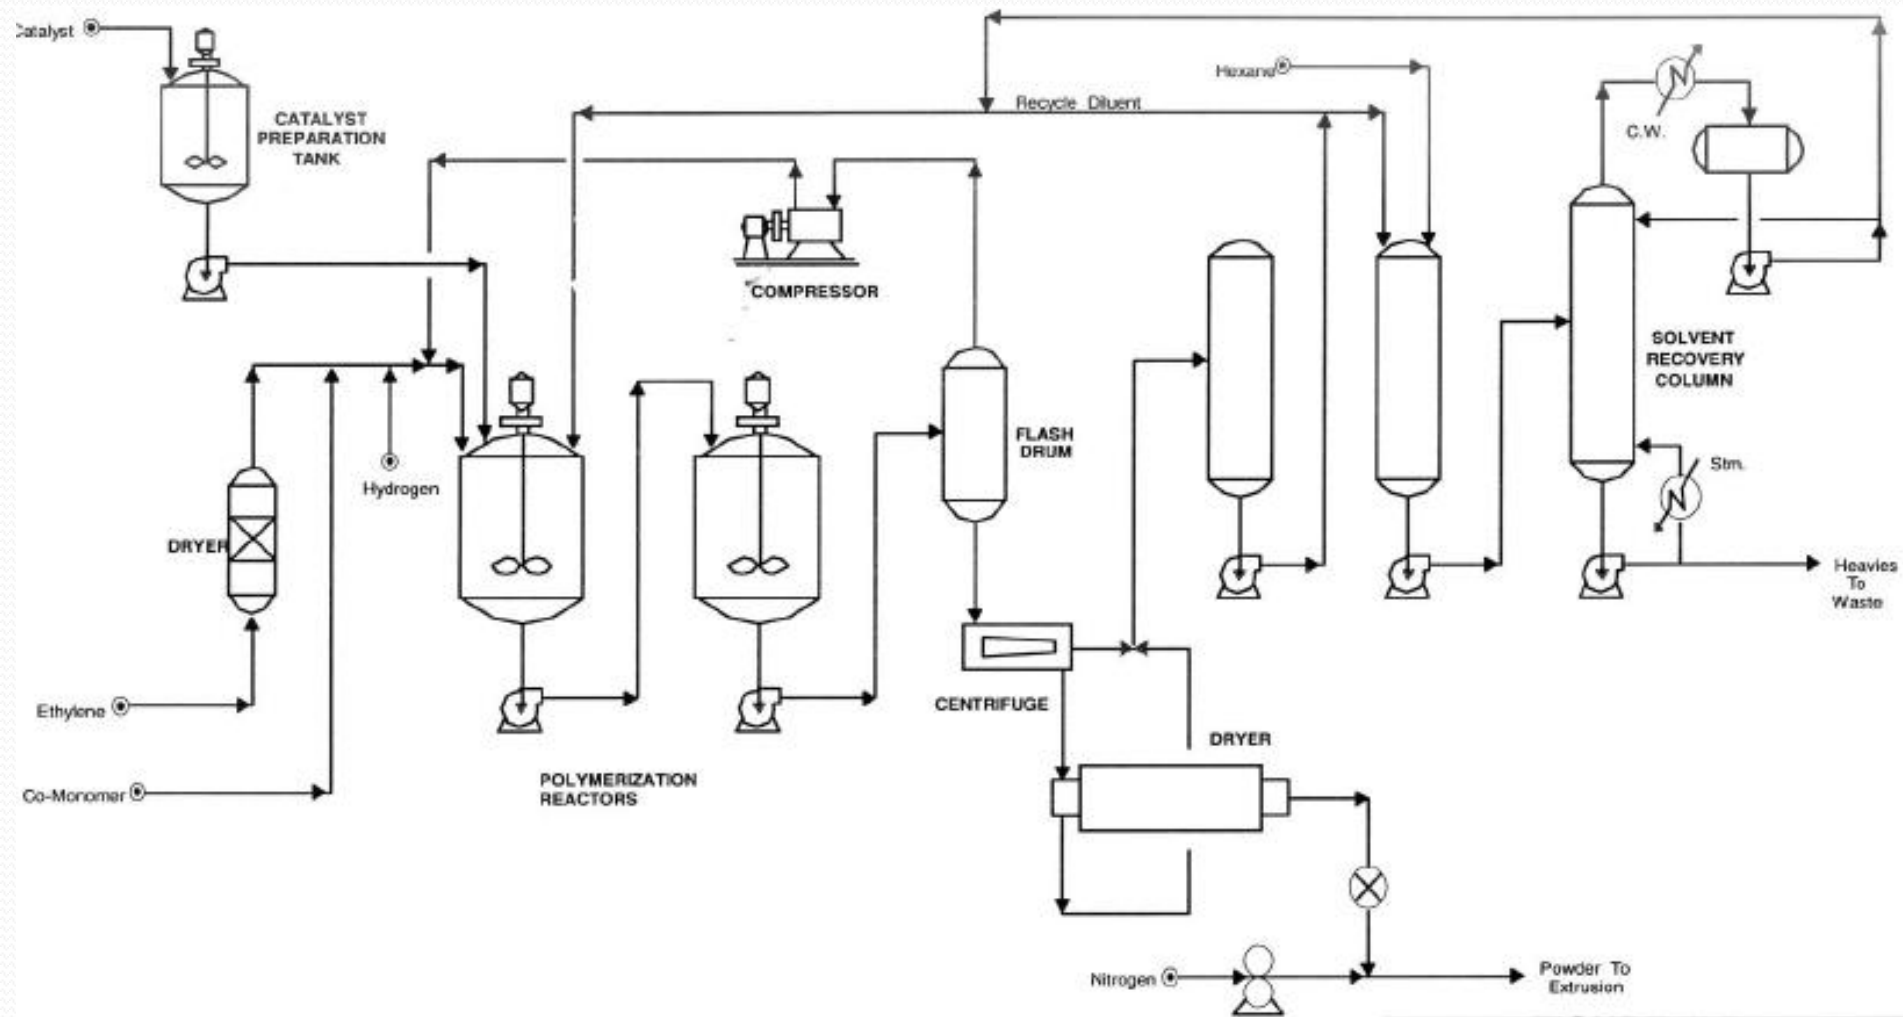 Catalyst
CATALYST
PREPARATION
TANK
Hexane
Recycle Diluent
C.W.
COMPRESSOR
SOLVENT
RECOVERY
COLUMN
FLASH
DRUM
Stm.
Hydrogen
DRYER
Heavies
To
Waste
Ethylene
CENTRIFUGE
DRYER
POLYMERIZATION
REACTORS
Co-Monomer
Nitrogen
Powder To
Extrusion